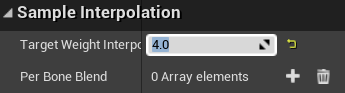 Sample Interpolation
Target Weight Interpo 4.0
Per Bone Blend 0 Array elements